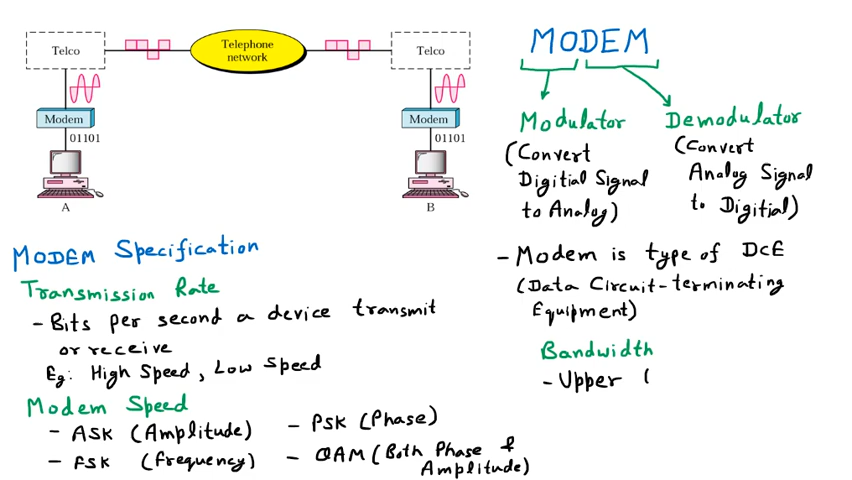 Telco
Telephone
network
Telco
Modem
01101
A
Modem
01101
B
MODEM
Modulator
(Convert
Digitial Signal
to Analog)
Demodulator
(Convert
Analog Signal
to Digitial)
- Modem is type of DCE
(Data Circuit-terminating
Equipment)
Bandwidth
- Upper (
MODEM Specification
Transmission Rate
- Bits per second a device transmit
or receive
Eg: High Speed, Low Speed
Modem Speed
- ASK (Amplitude)
- FSK (Frequency)
- PSK (Phase)
- QAM (Both Phase &
Amplitude)